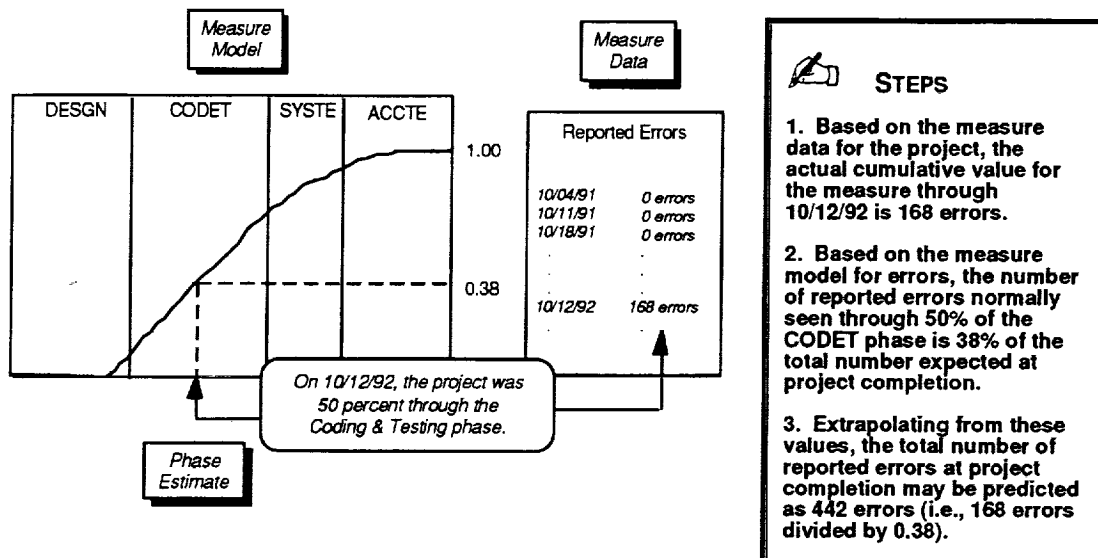 Measure
Model
Measure
Data
DESGN CODET SYSTE ACCTE
1.00
0.38
Reported Errors
10/04/91 0 errors
10/11/91 0 errors
10/18/91 0 errors
. .
. .
. .
10/12/92 168 errors
. .
On 10/12/92, the project was
50 percent through the
Coding & Testing phase.
Phase
Estimate
STEPS
1. Based on the measure
data for the project, the
actual cumulative value for
the measure through
10/12/92 is 168 errors.
2. Based on the measure
model for errors, the number
of reported errors normally
seen through 50% of the
CODET phase is 38% of the
total number expected at
project completion.
3. Extrapolating from these
values, the total number of
reported errors at project
completion may be predicted
as 442 errors (i.e., 168 errors
divided by 0.38).